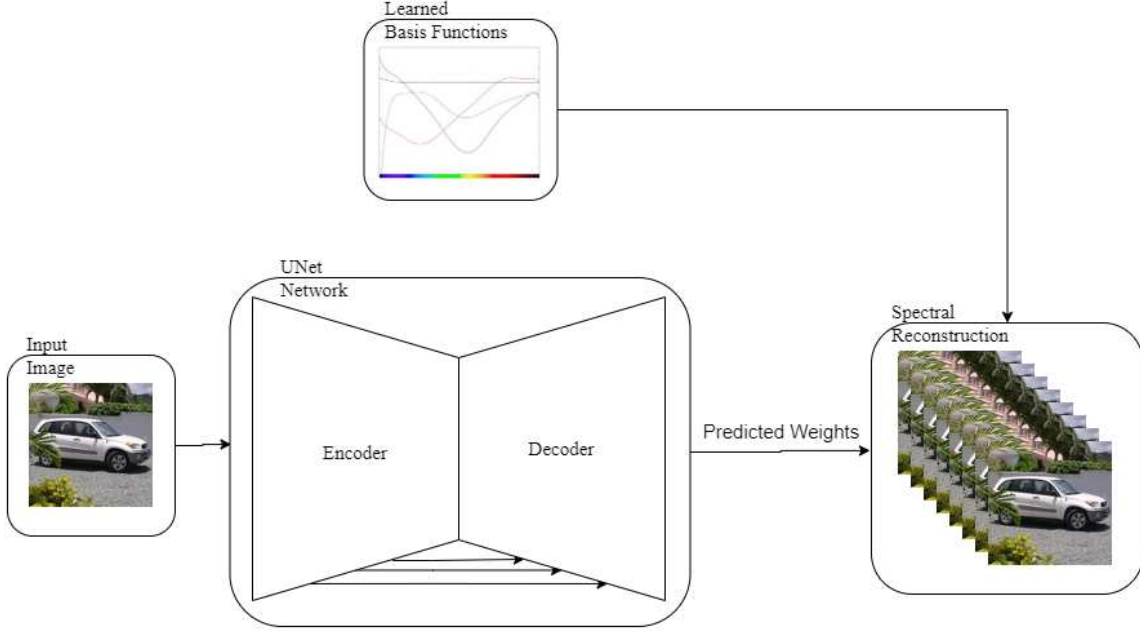 Learned
Basis Functions
UNet
Network
Input
Image
Encoder
Decoder
Predicted Weights
Spectral
Reconstruction